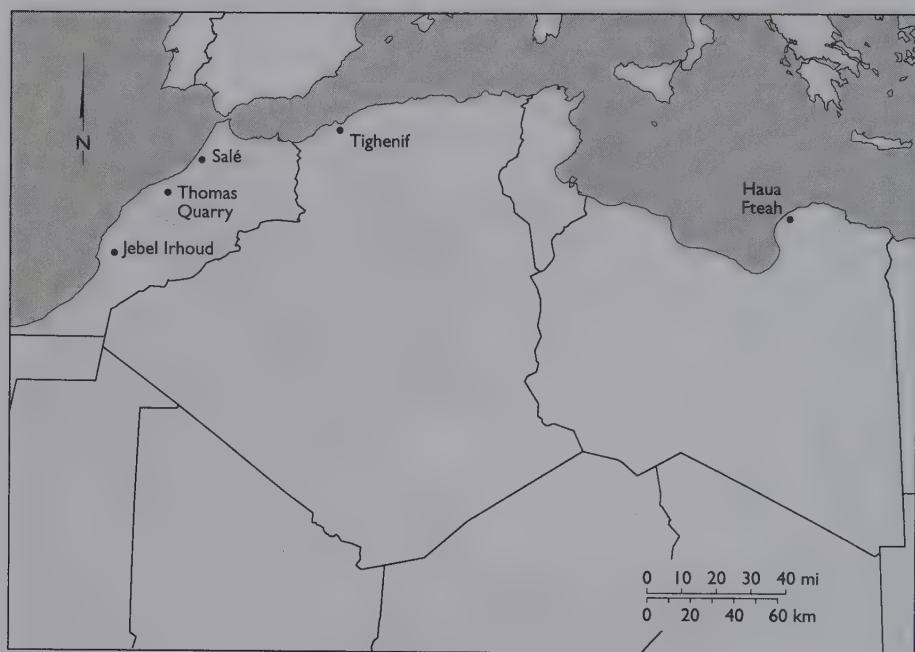 N
Tighenif
Salé
Thomas
Quarry
Haua
Fteah
Jebel Irhoud
0 10 20 30 40 mi
0 20 40 60 km